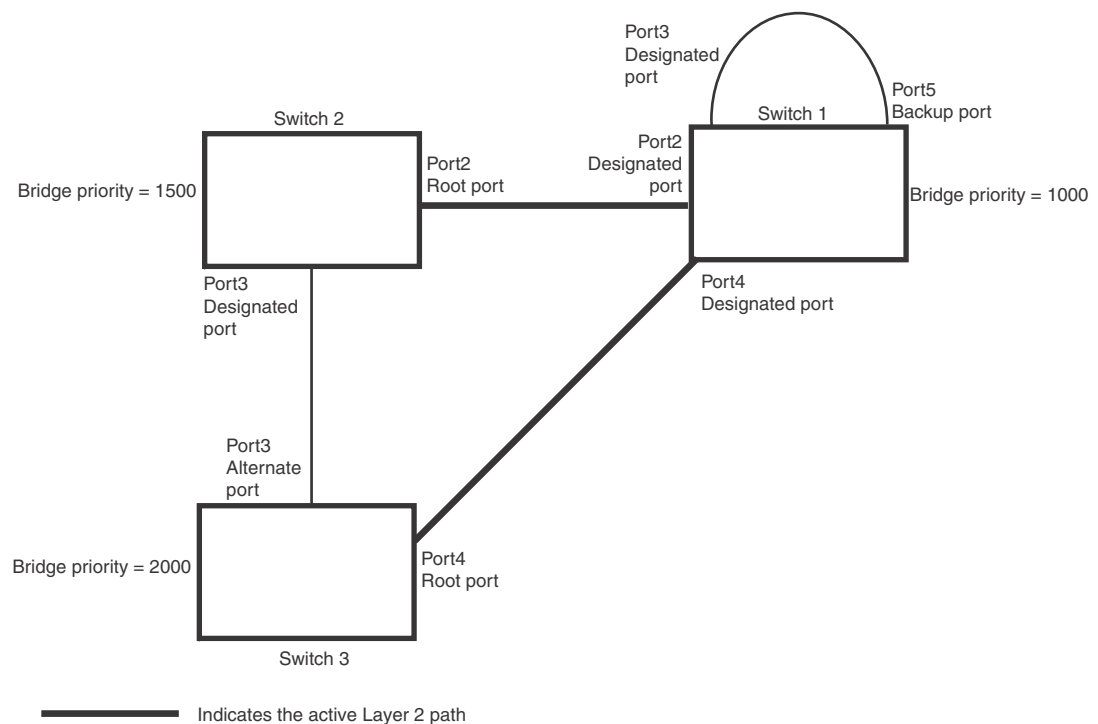 Port3
Designated
port
Port5
Backup port
Switch 2
Switch 1
Port2
Root port
Port2
Designated
port
Bridge priority = 1500
Bridge priority = 1000
Port3
Designated
port
Port4
Designated port
Port3
Alternate
port
Bridge priority = 2000
Port4
Root port
Switch 3
Indicates the active Layer 2 path